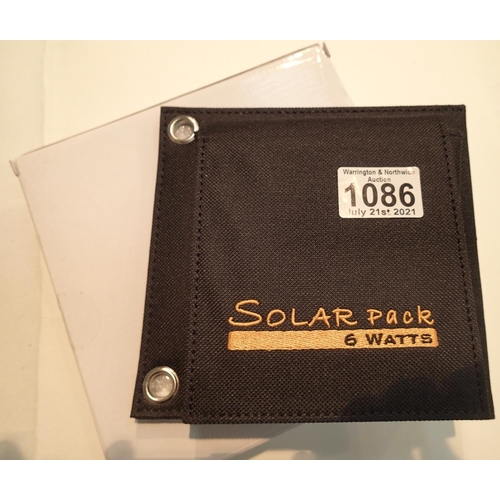 Warrington & Northwich
Auction
1086
July 21st 2021
SOLAR Pack
6 WATTS